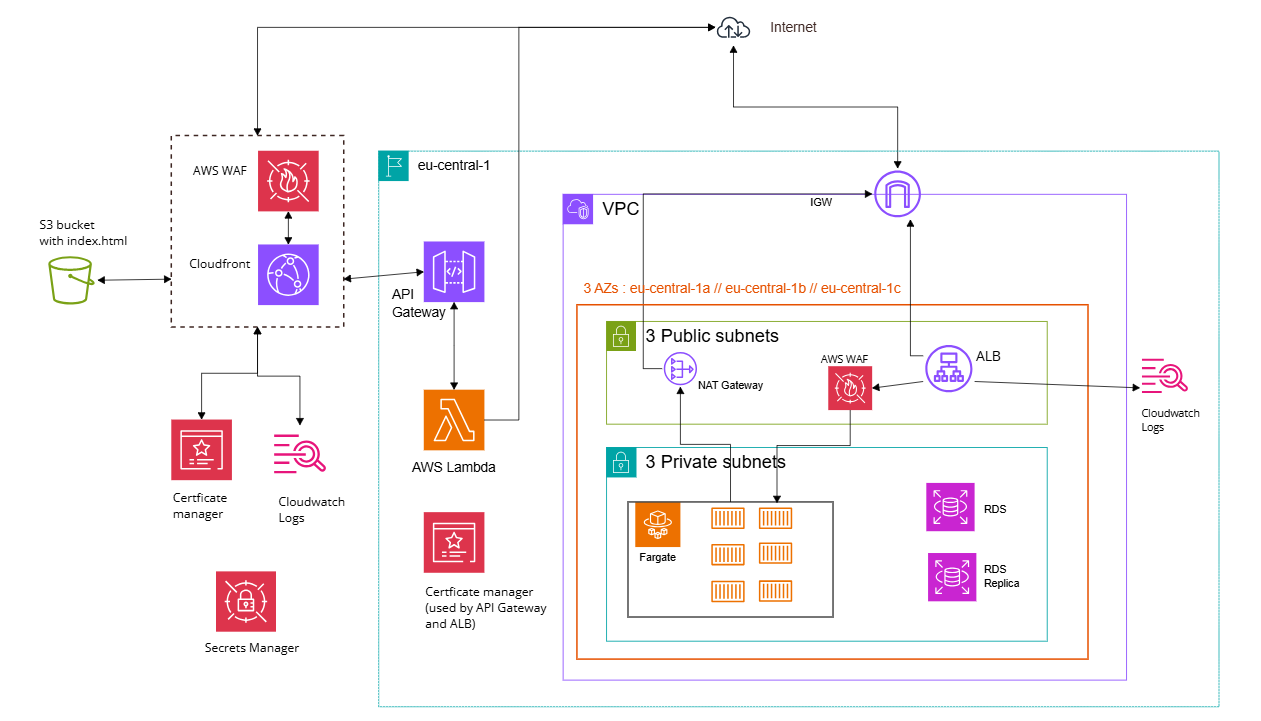 Internet
AWS WAF
Cloudfront
S3 bucket
with index.html
Certficate
manager
Cloudwatch
Logs
Secrets Manager
eu-central-1
API
Gateway
AWS Lambda
Certficate manager
(used by API Gateway
and ALB)
VPC
IGW
3 AZs : eu-central-1a // eu-central-1b // eu-central-1c
3 Public subnets
NAT Gateway
AWS WAF
ALB
Cloudwatch
Logs
3 Private subnets
Fargate
RDS
RDS
Replica